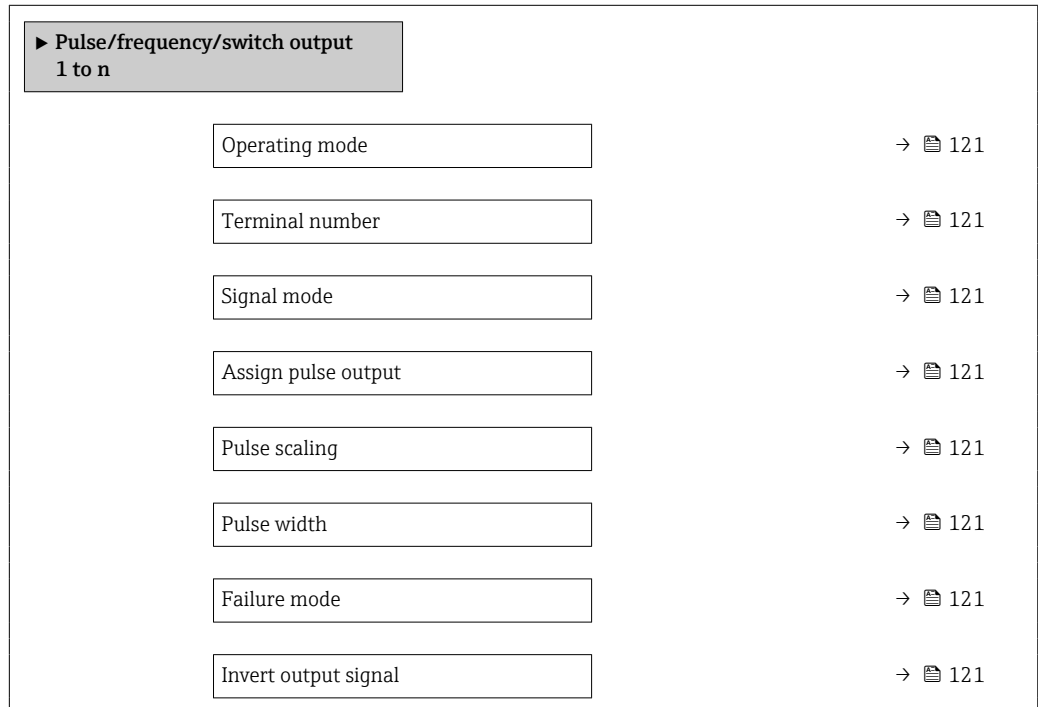 ► Pulse/frequency/switch output
1 to n
Operating mode → 121
Terminal number → 121
Signal mode → 121
Assign pulse output → 121
Pulse scaling → 121
Pulse width → 121
Failure mode → 121
Invert output signal → 121